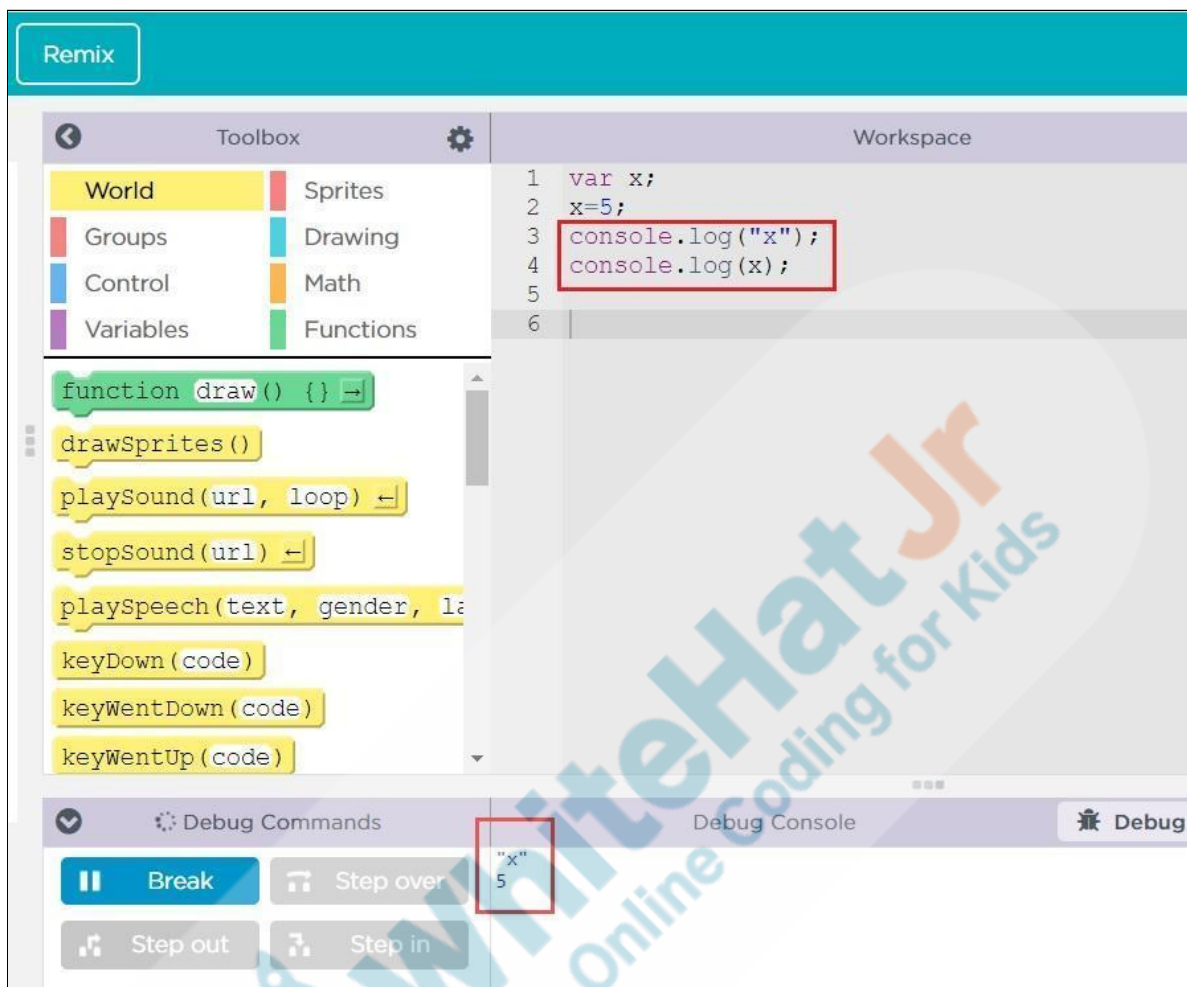 Remix
Toolbox
World
Sprites
Groups
Drawing
Control
Math
Variables
Functions
function draw() {} →
drawSprites()
playSound(url, loop) ←
stopSound(url) ←
playSpeech(text, gender, la
keyDown(code)
keyWentDown(code)
keyWentUp(code)
Workspace
1 var x;
2 x=5;
3 console.log("x");
4 console.log(x);
5
6
Debug Commands
Break
Step over
Step out
Step in
Debug Console
Debug
"x"
5
WhiteHat Jr
Online Coding for Kids